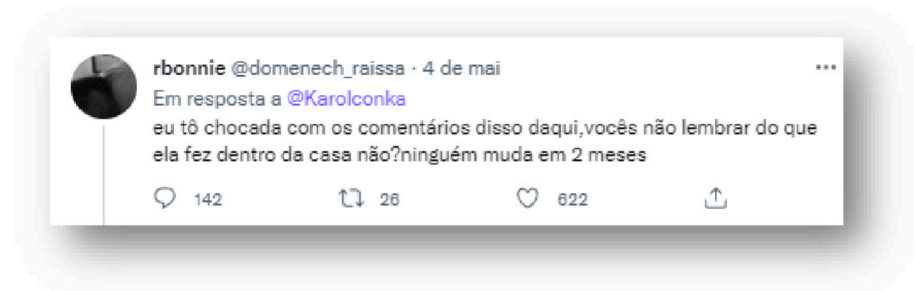 rbonnie @domenech_raissa · 4 de mai
Em resposta a @Karolconka
eu tô chocada com os comentários disso daqui,vocês não lembrar do que
ela fez dentro da casa não?ninguém muda em 2 meses
142 26 622